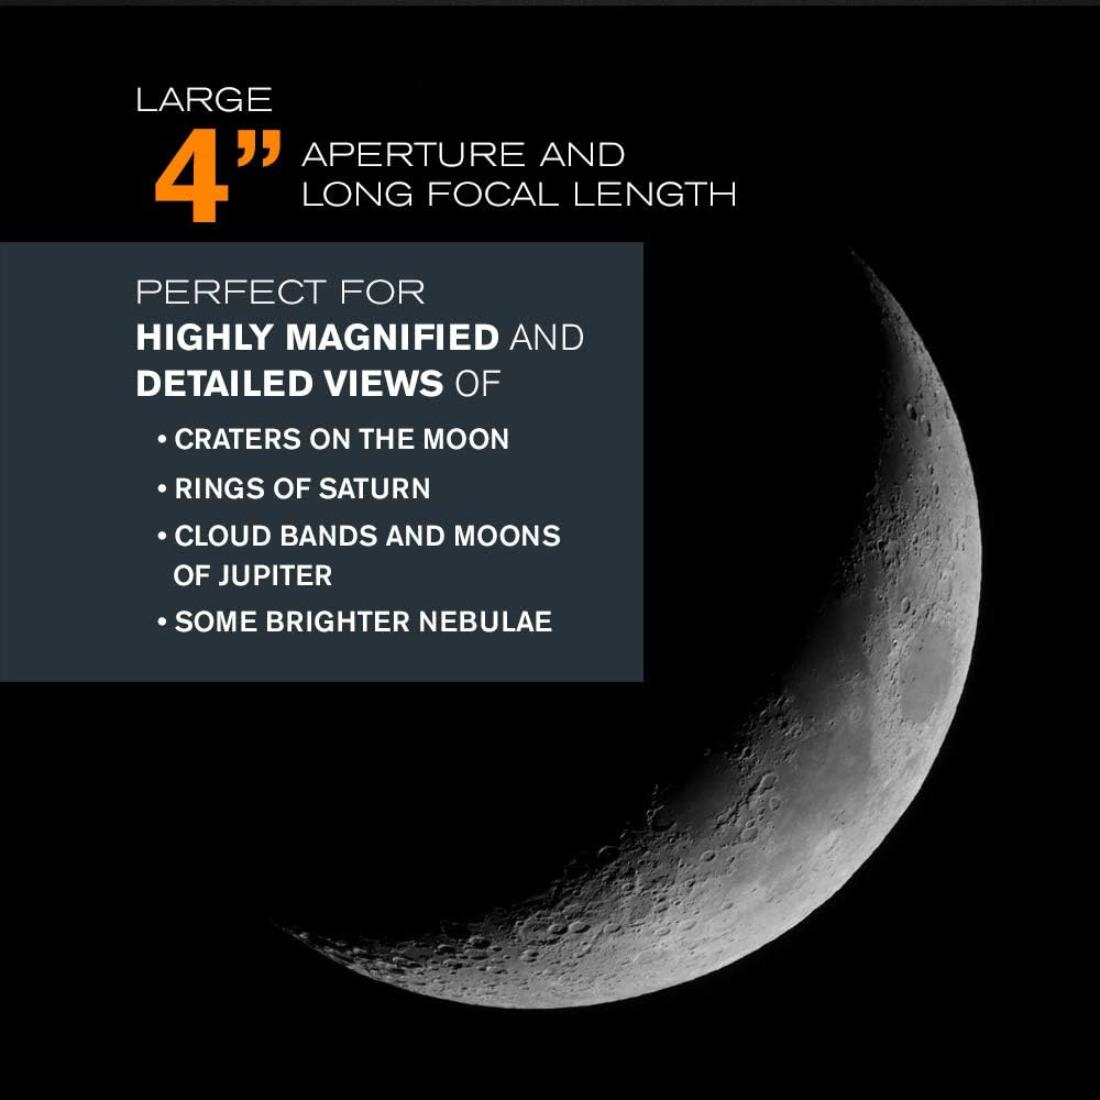 LARGE
4” APERTURE AND
LONG FOCAL LENGTH
PERFECT FOR
HIGHLY MAGNIFIED AND
DETAILED VIEWS OF
• CRATERS ON THE MOON
• RINGS OF SATURN
• CLOUD BANDS AND MOONS
OF JUPITER
• SOME BRIGHTER NEBULAE